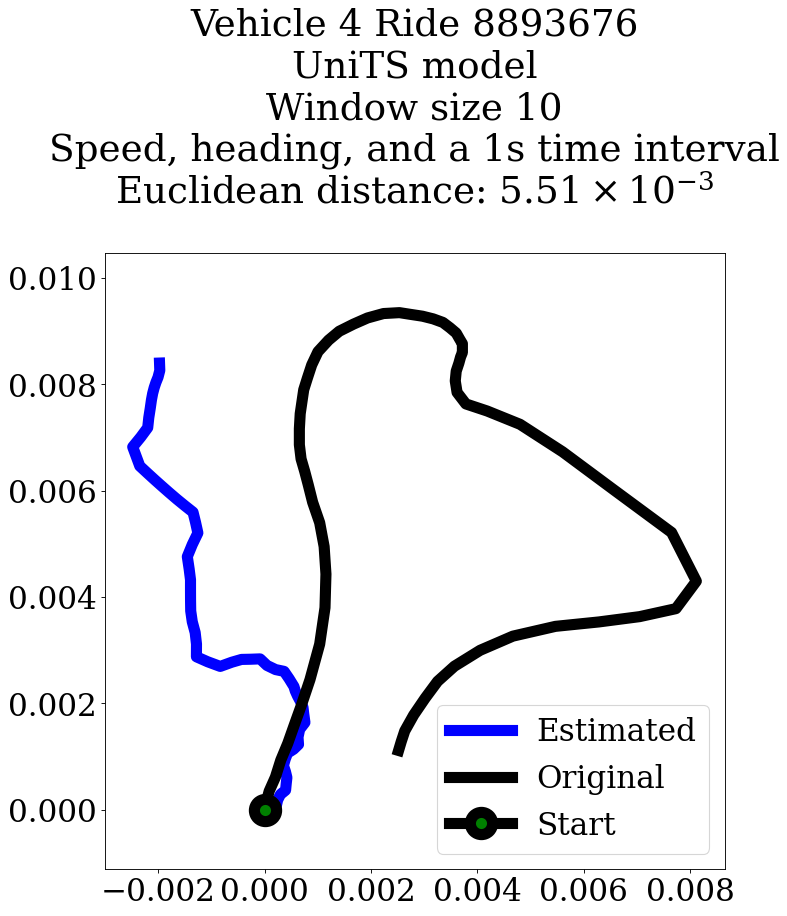 Vehicle 4 Ride 8893676
UniTS model
Window size 10
Speed, heading, and a 1s time interval
Euclidean distance: 5.51 × 10⁻³
0.010
0.008
0.006
0.004
0.002
0.000
Estimated
Original
Start
−0.002 0.000 0.002 0.004 0.006 0.008